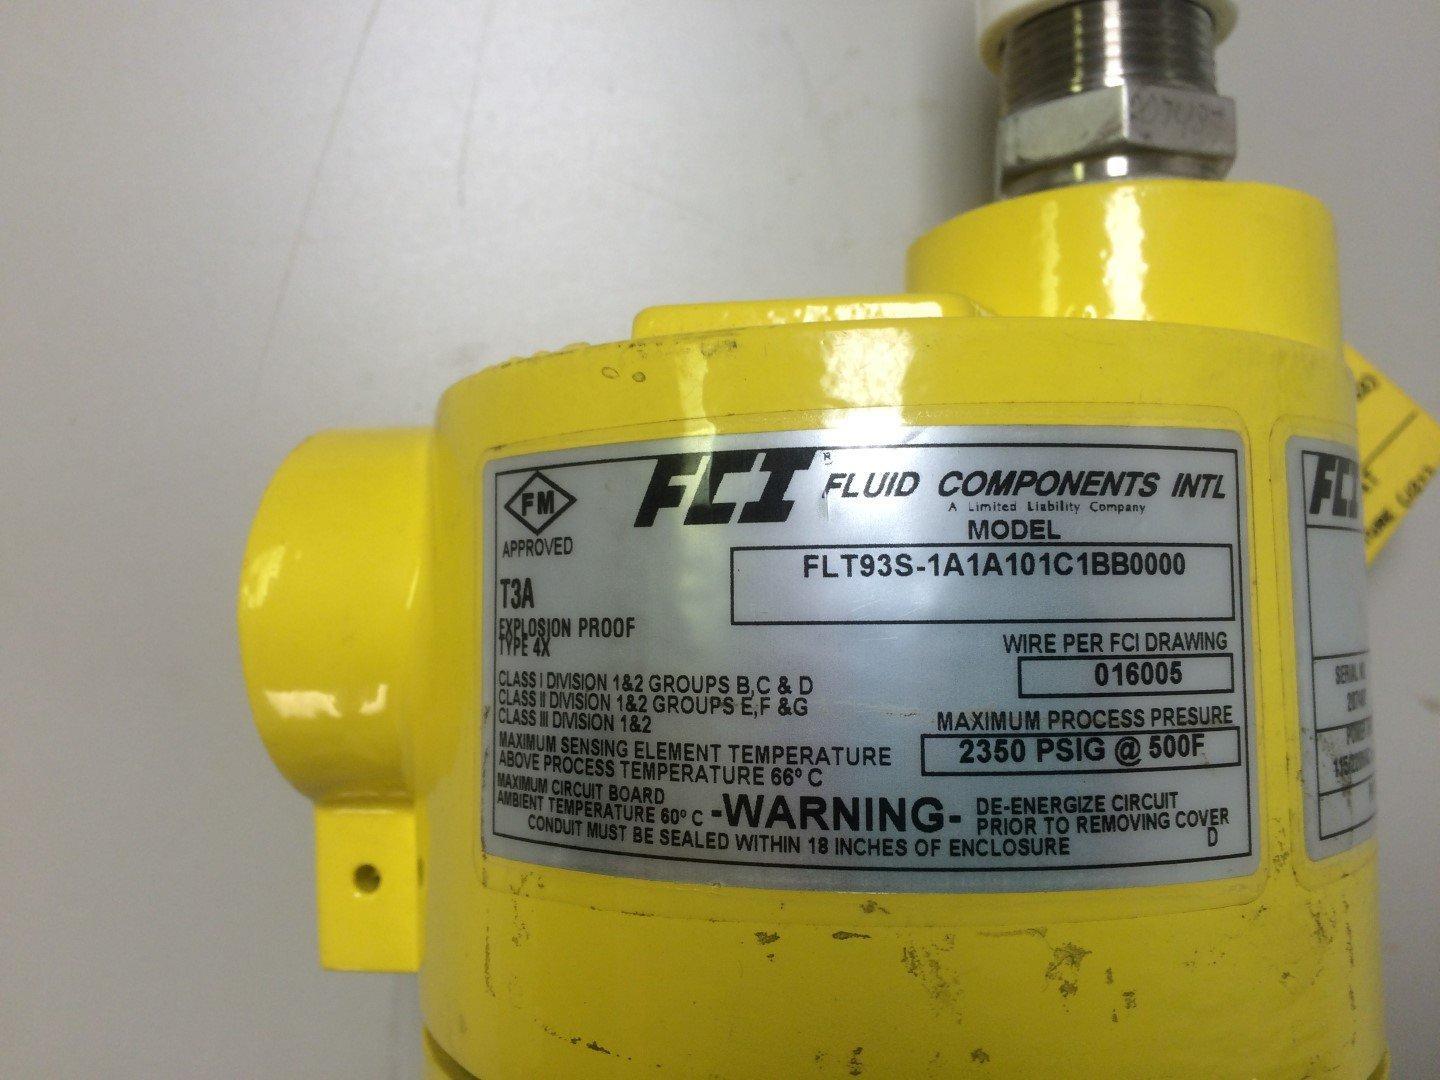 FM
APPROVED
FCI® FLUID COMPONENTS INTL
A Limited Liability Company
MODEL
FLT93S-1A1A101C1BB0000
T3A
EXPLOSION PROOF
TYPE 4X
WIRE PER FCI DRAWING
016005
CLASS I DIVISION 1&2 GROUPS B,C & D
CLASS II DIVISION 1&2 GROUPS E,F &G
CLASS III DIVISION 1&2
MAXIMUM PROCESS PRESURE
2350 PSIG @ 500F
MAXIMUM SENSING ELEMENT TEMPERATURE
ABOVE PROCESS TEMPERATURE 66° C
MAXIMUM CIRCUIT BOARD
AMBIENT TEMPERATURE 60° C
-WARNING- DE-ENERGIZE CIRCUIT
PRIOR TO REMOVING COVER
CONDUIT MUST BE SEALED WITHIN 18 INCHES OF ENCLOSURE
D
FCI
SERIAL NO